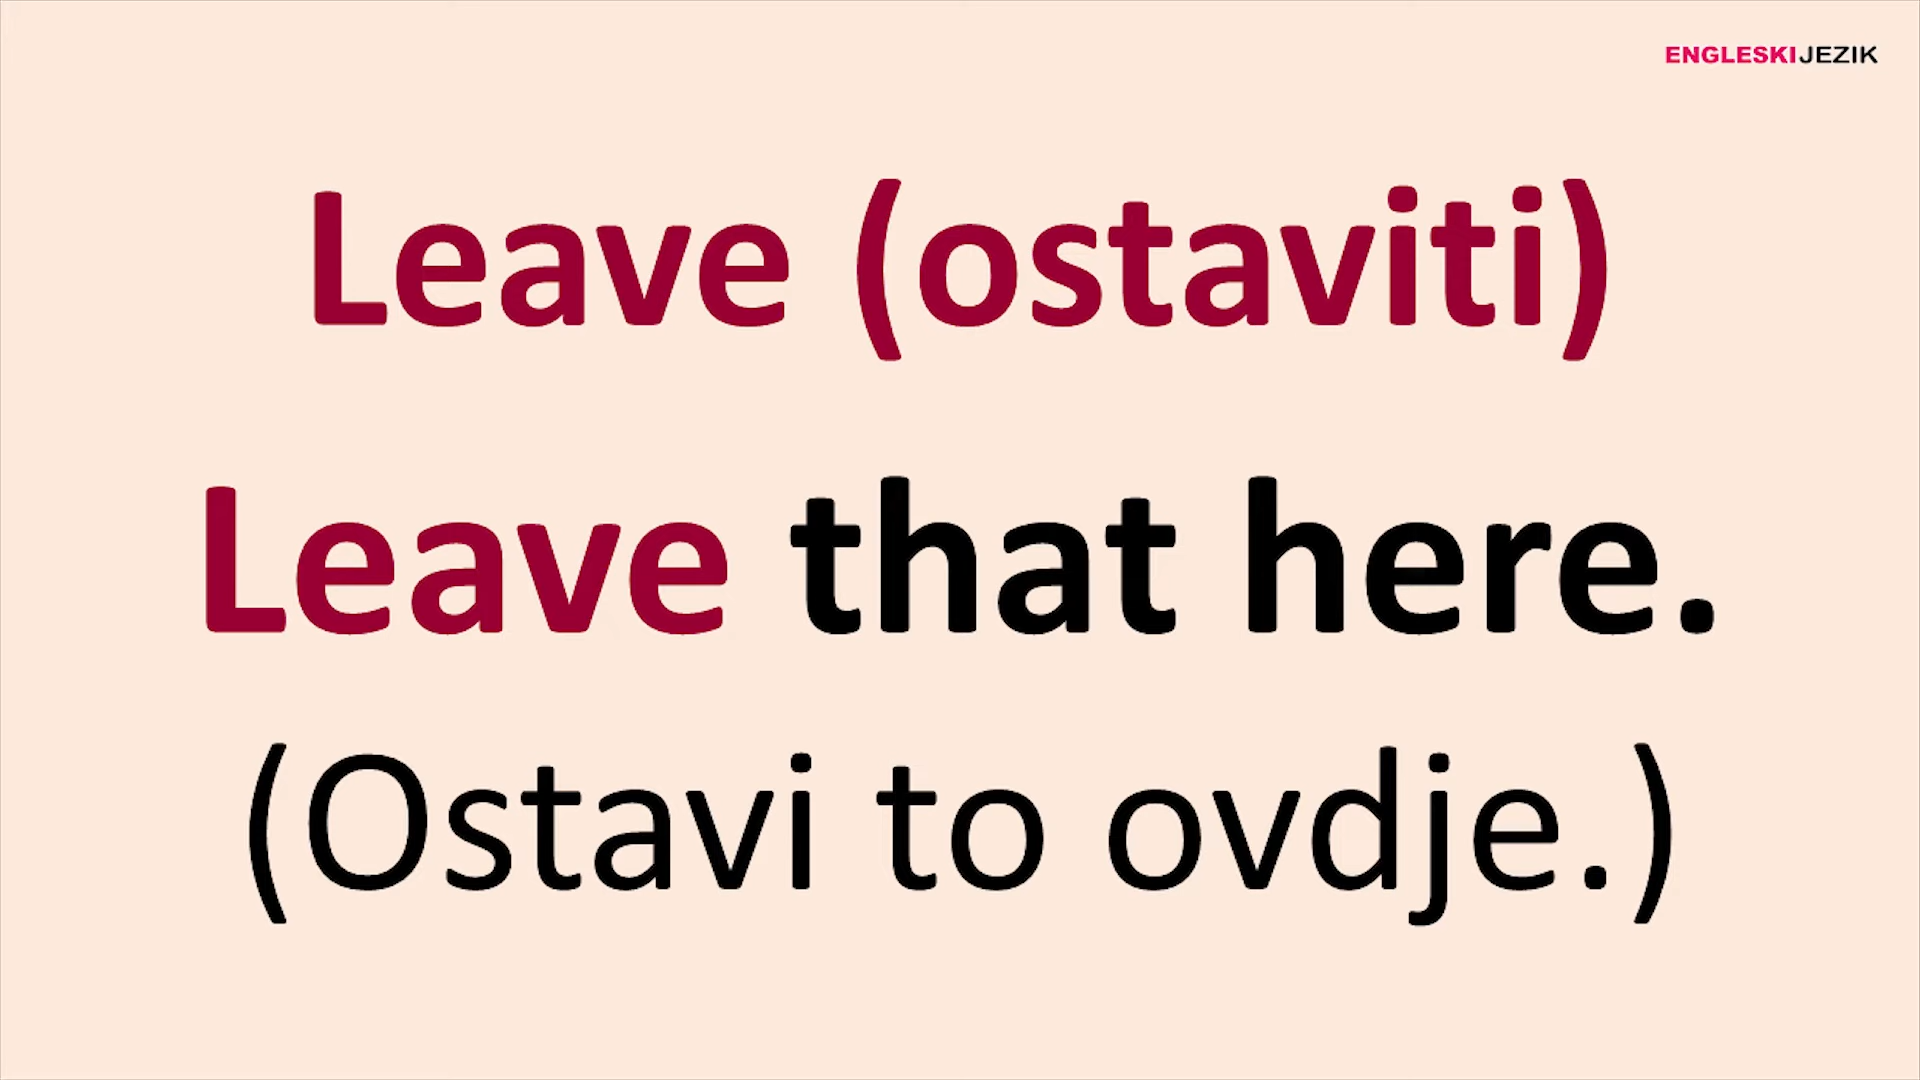 ENGLESKIJEZIK
Leave (ostaviti)
Leave that here.
(Ostavi to ovdje.)